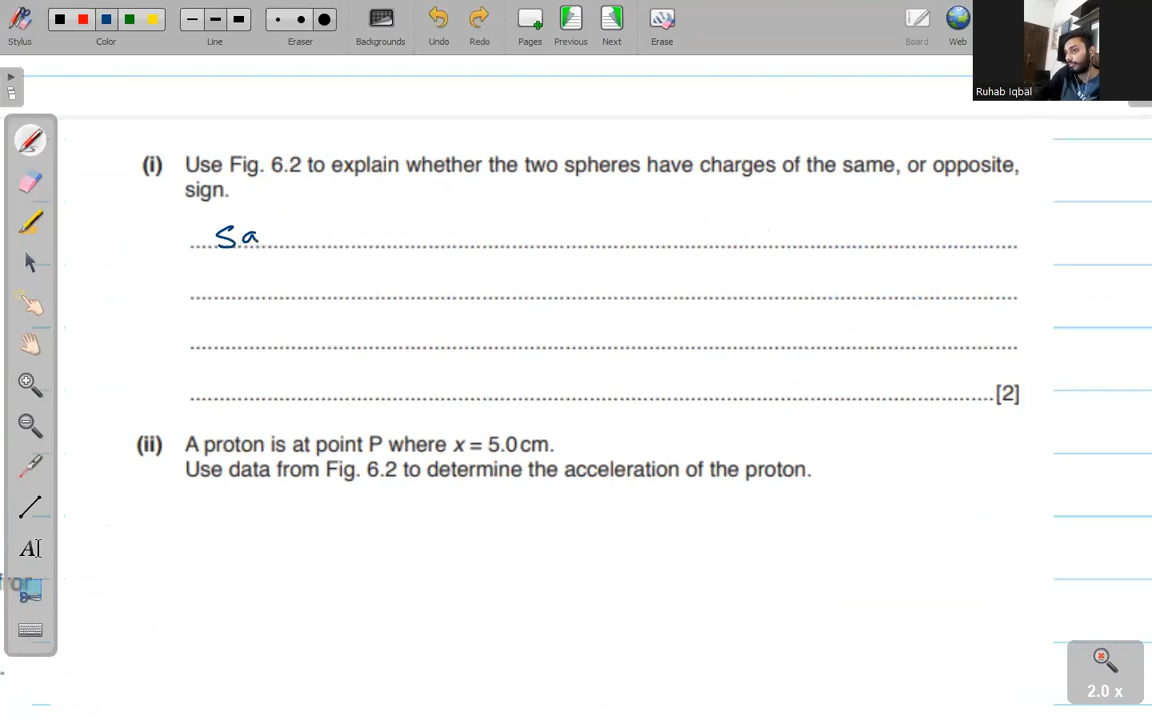 Stylus
Color
Line
Eraser
Backgrounds
Undo
Redo
Pages
Previous
Next
Erase
Board
Web
Ruhab Iqbal
(i) Use Fig. 6.2 to explain whether the two spheres have charges of the same, or opposite,
sign.
Sa
[2]
(ii) A proton is at point P where x = 5.0 cm.
Use data from Fig. 6.2 to determine the acceleration of the proton.
AI
from
2.0 x